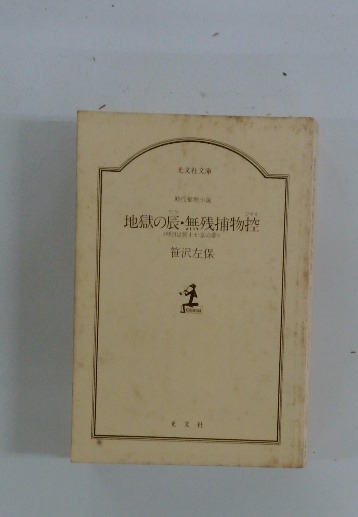 光文社文庫
時代推理小説
地獄の辰・無残捕物控
笹沢左保
光文社